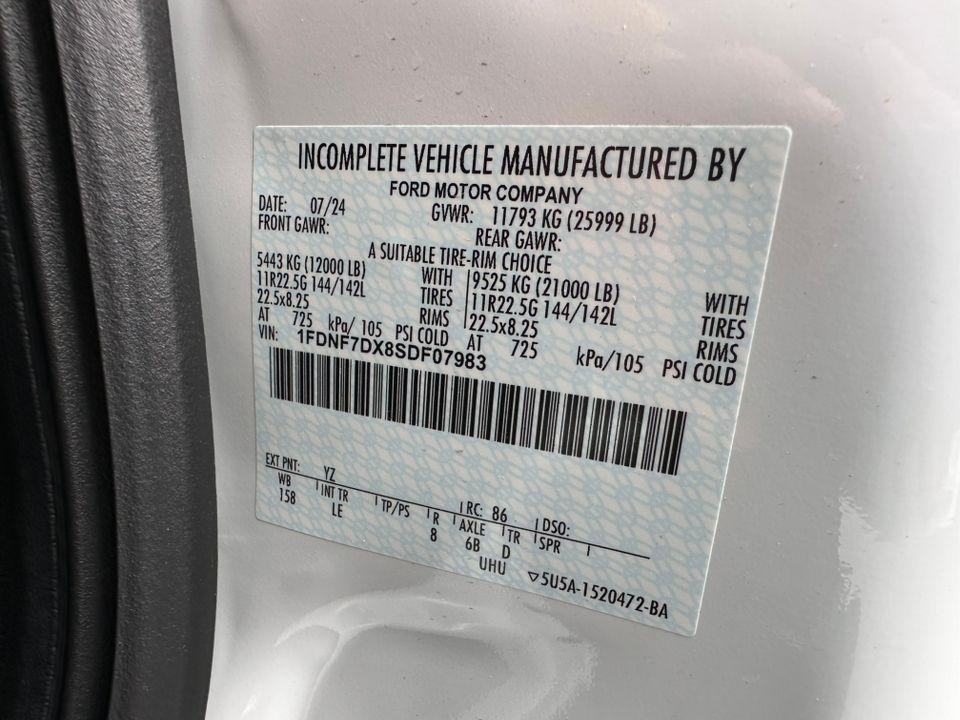 INCOMPLETE VEHICLE MANUFACTURED BY
FORD MOTOR COMPANY
DATE: 07/24 GVWR: 11793 KG (25999 LB)
FRONT GAWR: REAR GAWR:
A SUITABLE TIRE-RIM CHOICE
5443 KG (12000 LB) WITH 9525 KG (21000 LB) WITH
11R22.5G 144/142L TIRES 11R22.5G 144/142L TIRES
22.5x8.25 RIMS 22.5x8.25 RIMS
AT 725 kPa/ 105 PSI COLD AT 725 kPa/105 PSI COLD
VIN: 1FDNF7DX8SDF07983
EXT PNT: YZ RC: 86 DSO:
WB INT TR TP/PS R AXLE TR SPR
158 LE 8 6B D
UHU ▽5U5A-1520472-BA